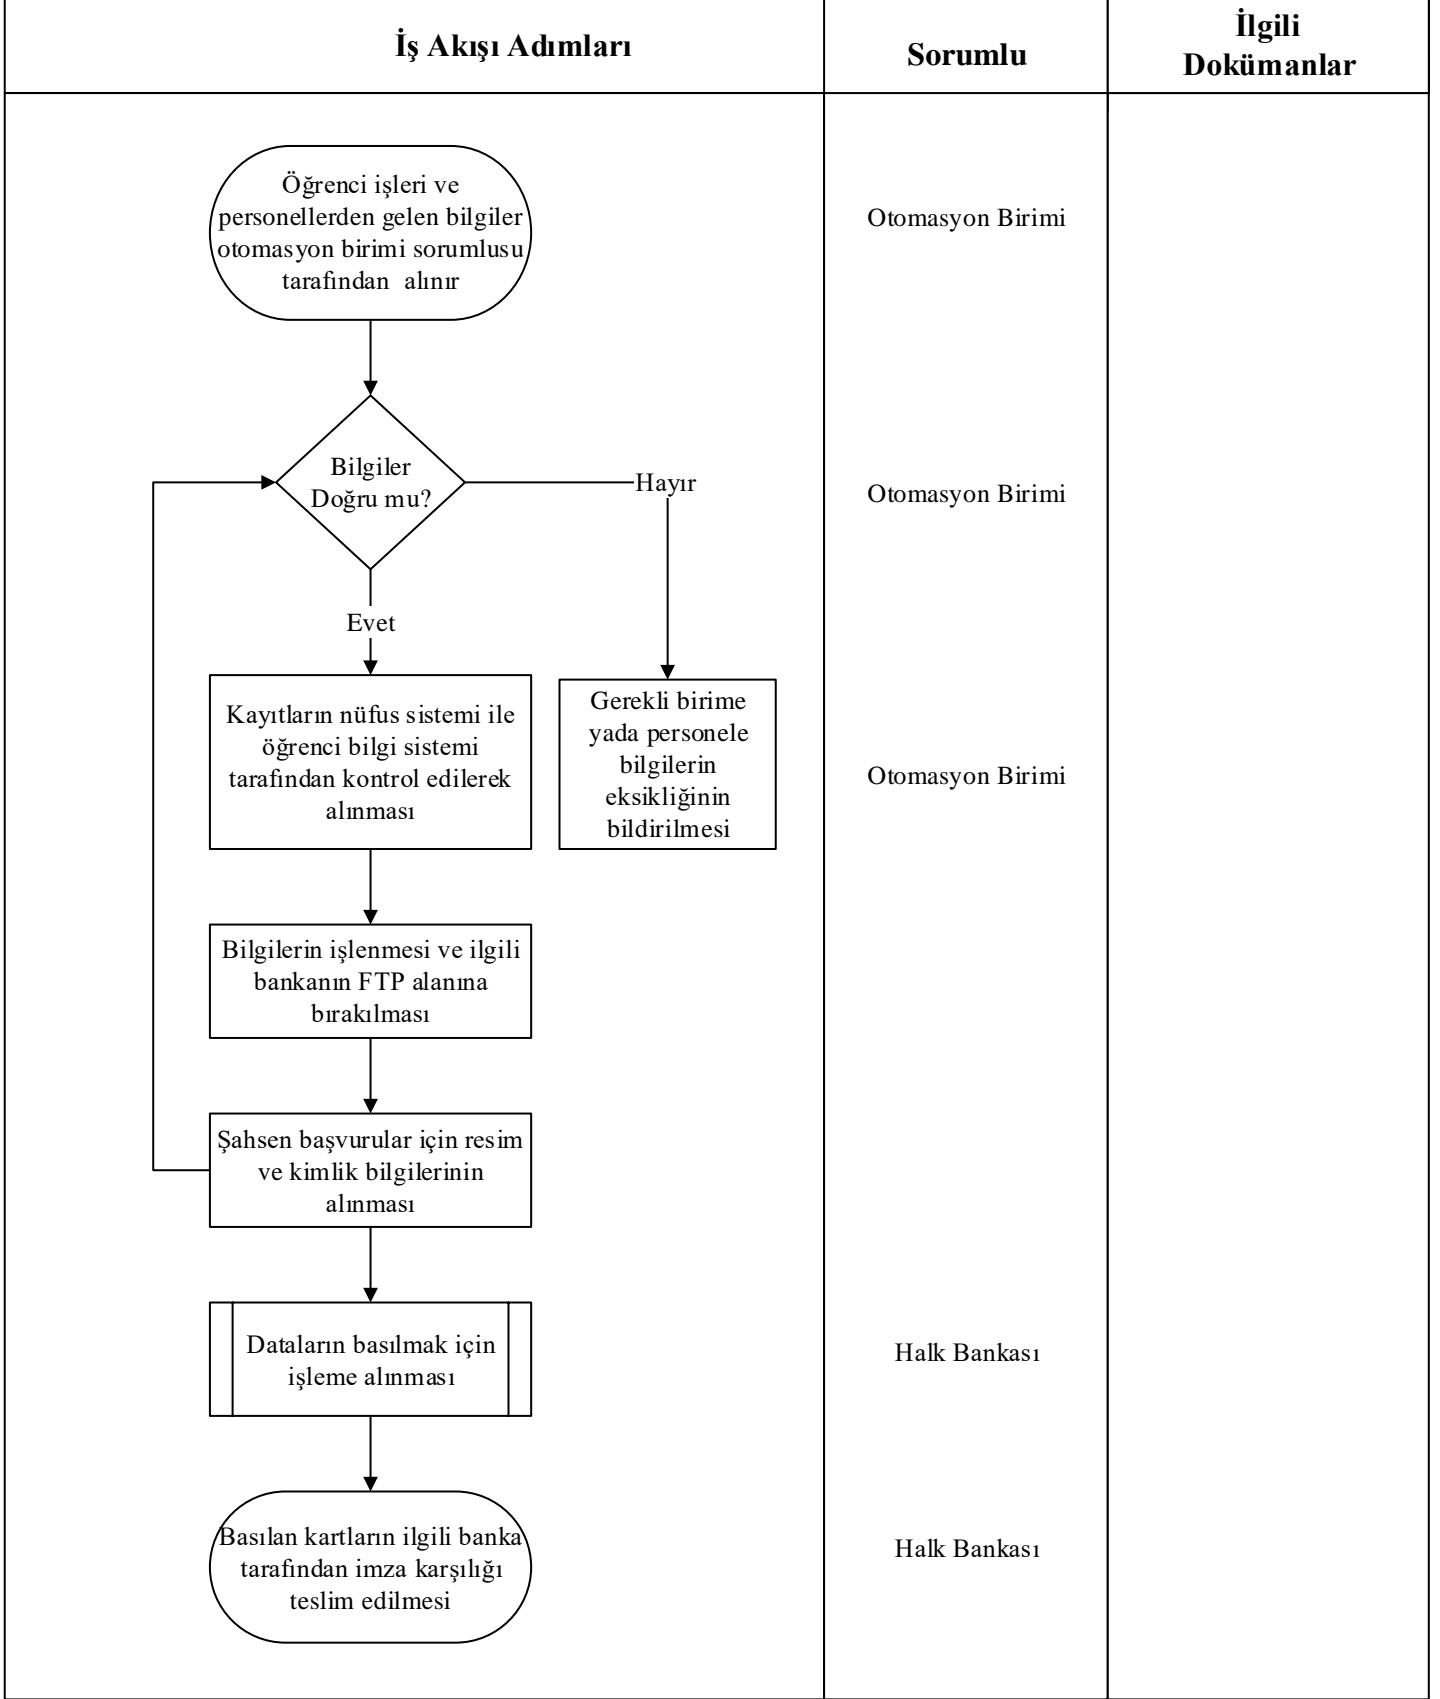 İş Akışı Adımları
Sorumlu
İlgili
Dokümanlar
Öğrenci işleri ve
personellerden gelen bilgiler
otomasyon birimi sorumlusu
tarafından alınır
Otomasyon Birimi
Bilgiler
Doğru mu?
Hayır
Otomasyon Birimi
Evet
Kayıtların nüfus sistemi ile
öğrenci bilgi sistemi
tarafından kontrol edilerek
alınması
Gerekli birime
yada personele
bilgilerin
eksikliğinin
bildirilmesi
Otomasyon Birimi
Bilgilerin işlenmesi ve ilgili
bankanın FTP alanına
bırakılması
Şahsen başvurular için resim
ve kimlik bilgilerinin
alınması
Dataların basılmak için
işleme alınması
Halk Bankası
Basılan kartların ilgili banka
tarafından imza karşılığı
teslim edilmesi
Halk Bankası